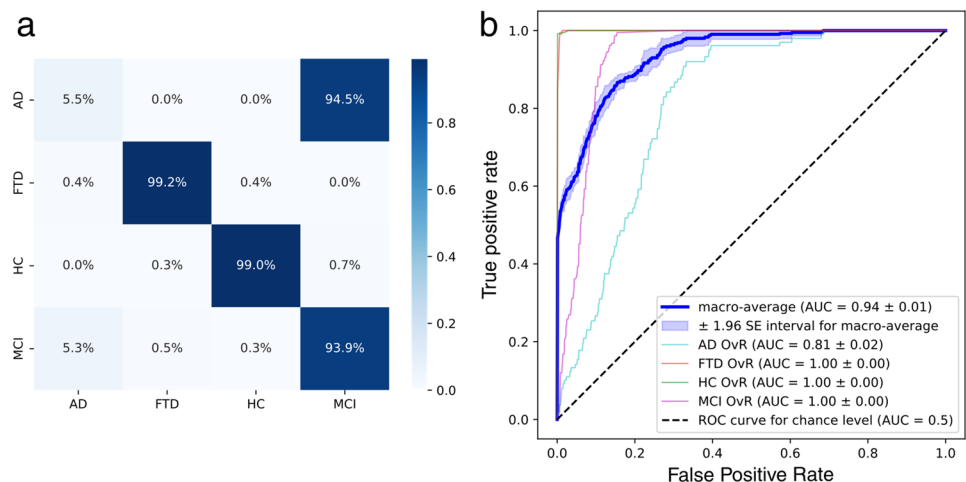 a
AD
FTD
HC
MCI
5.5% 0.0% 0.0% 94.5%
0.4% 99.2% 0.4% 0.0%
0.0% 0.3% 99.0% 0.7%
5.3% 0.5% 0.3% 93.9%
AD FTD HC MCI
0.8
0.6
0.4
0.2
0.0
b
True positive rate
1.0
0.8
0.6
0.4
0.2
0.0
macro-average (AUC = 0.94 ± 0.01)
± 1.96 SE interval for macro-average
AD OvR (AUC = 0.81 ± 0.02)
FTD OvR (AUC = 1.00 ± 0.00)
HC OvR (AUC = 1.00 ± 0.00)
MCI OvR (AUC = 1.00 ± 0.00)
ROC curve for chance level (AUC = 0.5)
0.0 0.2 0.4 0.6 0.8 1.0
False Positive Rate